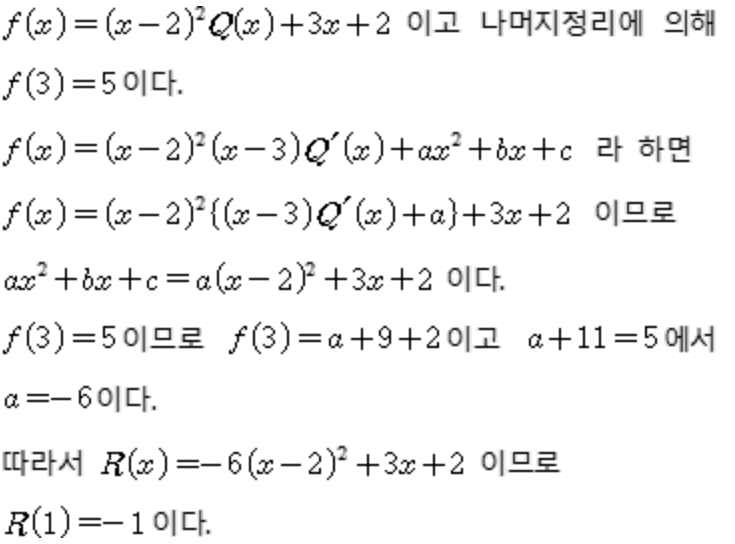 f(x)=(x-2)²Q(x)+3x+2 이고 나머지정리에 의해
f(3)=5이다.
f(x)=(x-2)²(x-3)Q′(x)+ax²+bx+c 라 하면
f(x)=(x-2)²{(x-3)Q′(x)+a}+3x+2 이므로
ax²+bx+c=a(x-2)²+3x+2 이다.
f(3)=5이므로 f(3)=a+9+2이고 a+11=5에서
a=-6이다.
따라서 R(x)=-6(x-2)²+3x+2 이므로
R(1)=-1이다.